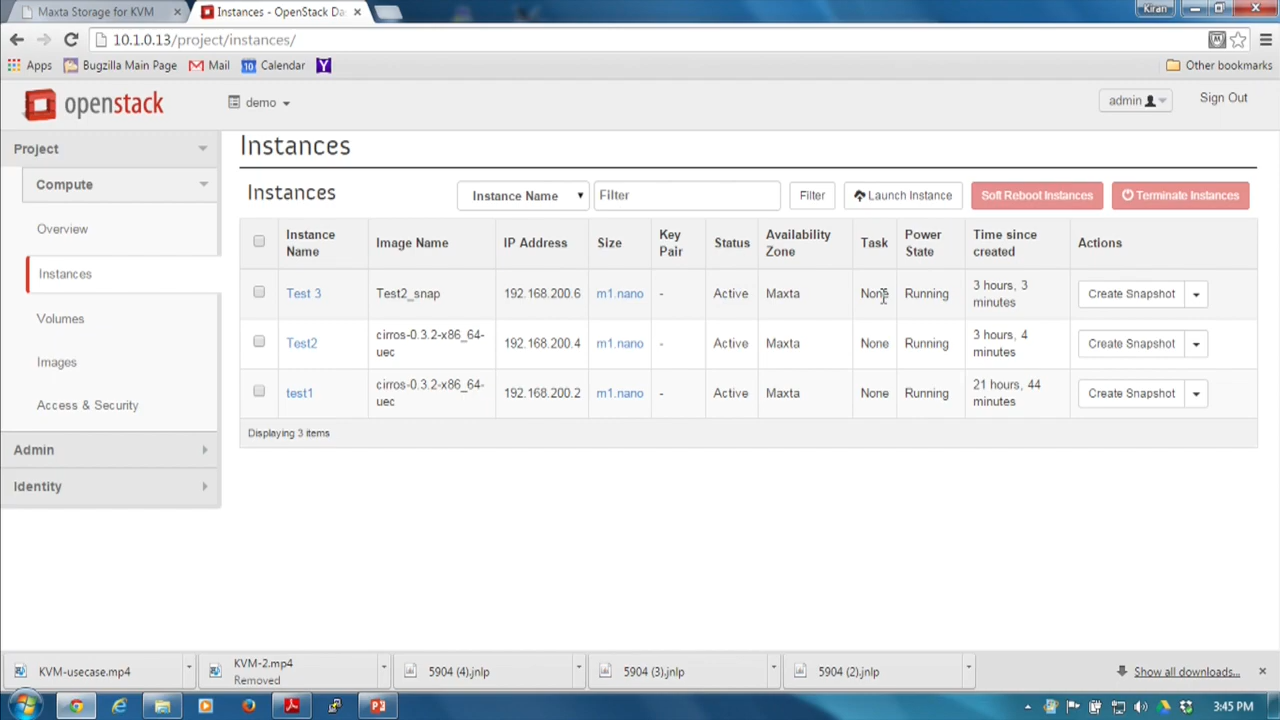 Maxta Storage for KVM
Instances - OpenStack Da
Kiran
10.1.0.13/project/instances/
Apps
Bugzilla Main Page
Mail
10
Calendar
Y
Other bookmarks
openstack
demo
admin
Sign Out
Project
Compute
Overview
Instances
Volumes
Images
Access & Security
Admin
Identity
Instances
Instances
Instance Name
Filter
Filter
Launch Instance
Soft Reboot Instances
Terminate Instances
Instance Name
Image Name
IP Address
Size
Key Pair
Status
Availability Zone
Task
Power State
Time since created
Actions
Test 3
Test2_snap
192.168.200.6
m1.nano
-
Active
Maxta
None
Running
3 hours, 3 minutes
Create Snapshot
Test2
cirros-0.3.2-x86_64-uec
192.168.200.4
m1.nano
-
Active
Maxta
None
Running
3 hours, 4 minutes
Create Snapshot
test1
cirros-0.3.2-x86_64-uec
192.168.200.2
m1.nano
-
Active
Maxta
None
Running
21 hours, 44 minutes
Create Snapshot
Displaying 3 items
KVM-usecase.mp4
KVM-2.mp4
Removed
5904 (4).jnlp
5904 (3).jnlp
5904 (2).jnlp
Show all downloads...
3:45 PM